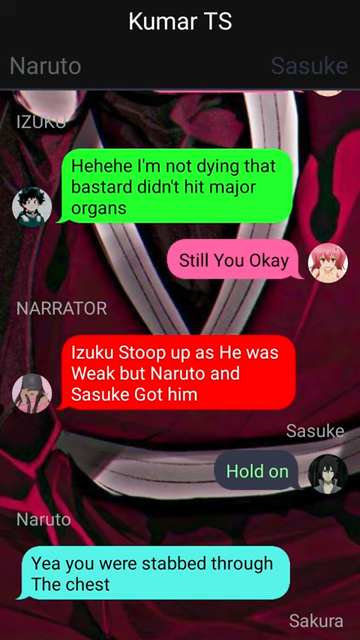 Kumar TS
Naruto
Sasuke
IZUKU
Hehehe I'm not dying that
bastard didn't hit major
organs
Still You Okay
NARRATOR
Izuku Stoop up as He was
Weak but Naruto and
Sasuke Got him
Sasuke
Hold on
Naruto
Yea you were stabbed through
The chest
Sakura